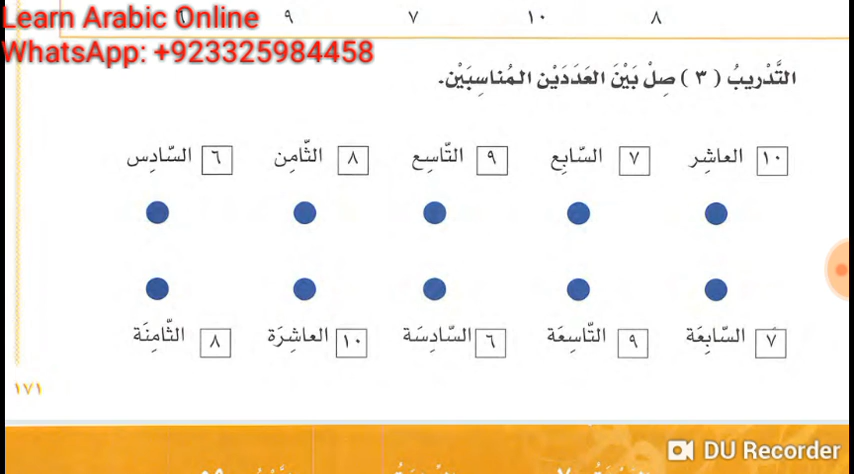 Learn Arabic Online
٩ ٧ ١٠ ٨
WhatsApp: +923325984458
التَّدْريبُ ( ٣ ) صِلْ بَيْنَ العَدَدَيْنِ المُناسِبَيْنِ.
١٠ العاشِر ٧ السّابِع ٩ التّاسِع ٨ الثّامِن ٦ السّادِس
٧ السّابِعَة ٩ التّاسِعَة ٦ السّادِسَة ١٠ العاشِرَة ٨ الثّامِنَة
١٧١
DU Recorder